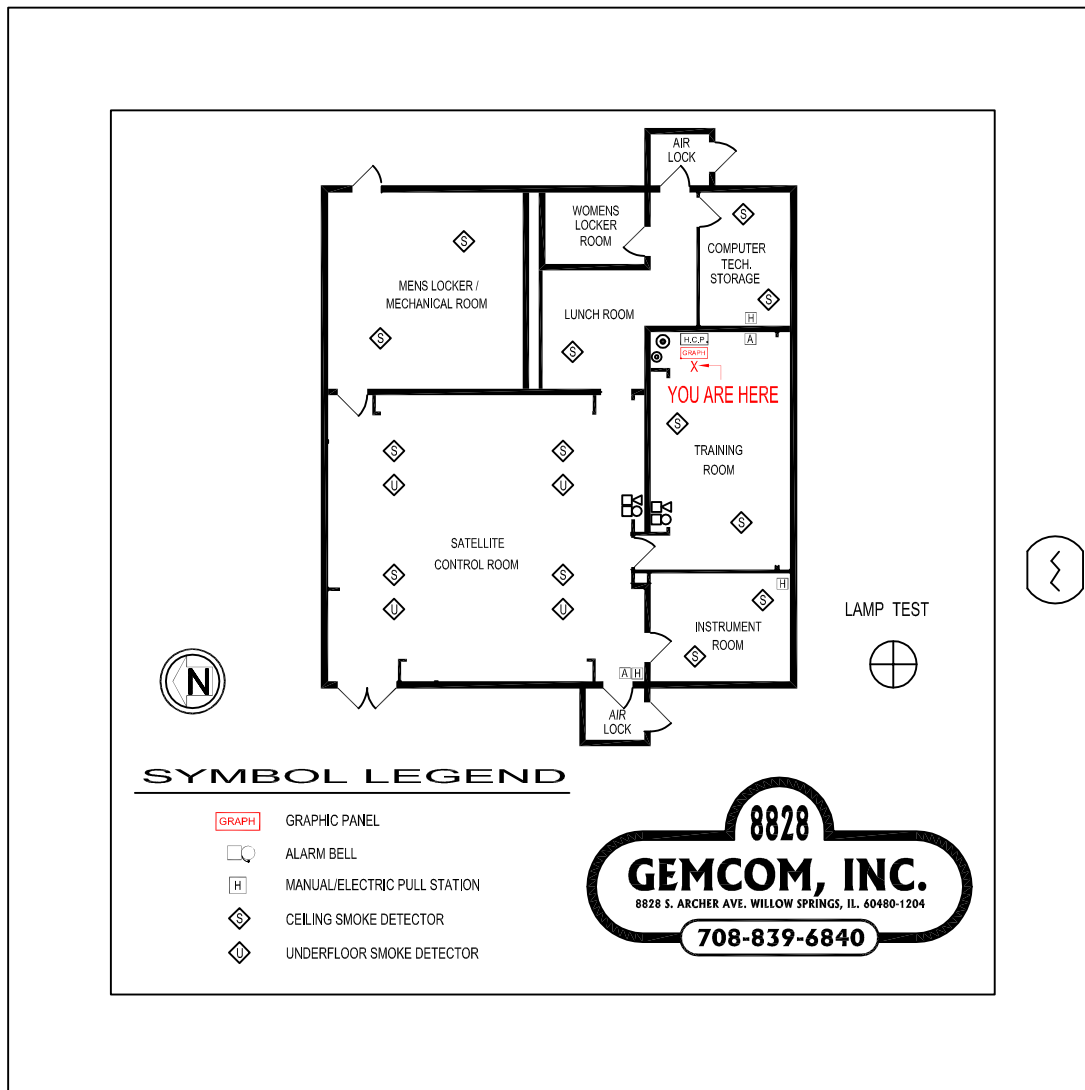 AIR
LOCK
WOMENS
LOCKER
ROOM
S
S
COMPUTER
TECH.
STORAGE
MENS LOCKER /
MECHANICAL ROOM
S
H
LUNCH ROOM
S
S
H.C.P.
A
GRAPH.
X
YOU ARE HERE
S
TRAINING
ROOM
S
S
U
U
S
SATELLITE
CONTROL ROOM
S
S
H
U
U
S
INSTRUMENT
ROOM
S
A H
AIR
LOCK
LAMP TEST
N
SYMBOL LEGEND
GRAPH GRAPHIC PANEL
ALARM BELL
H MANUAL/ELECTRIC PULL STATION
S CEILING SMOKE DETECTOR
U UNDERFLOOR SMOKE DETECTOR
8828
GEMCOM, INC.
8828 S. ARCHER AVE. WILLOW SPRINGS, IL. 60480-1204
708-839-6840